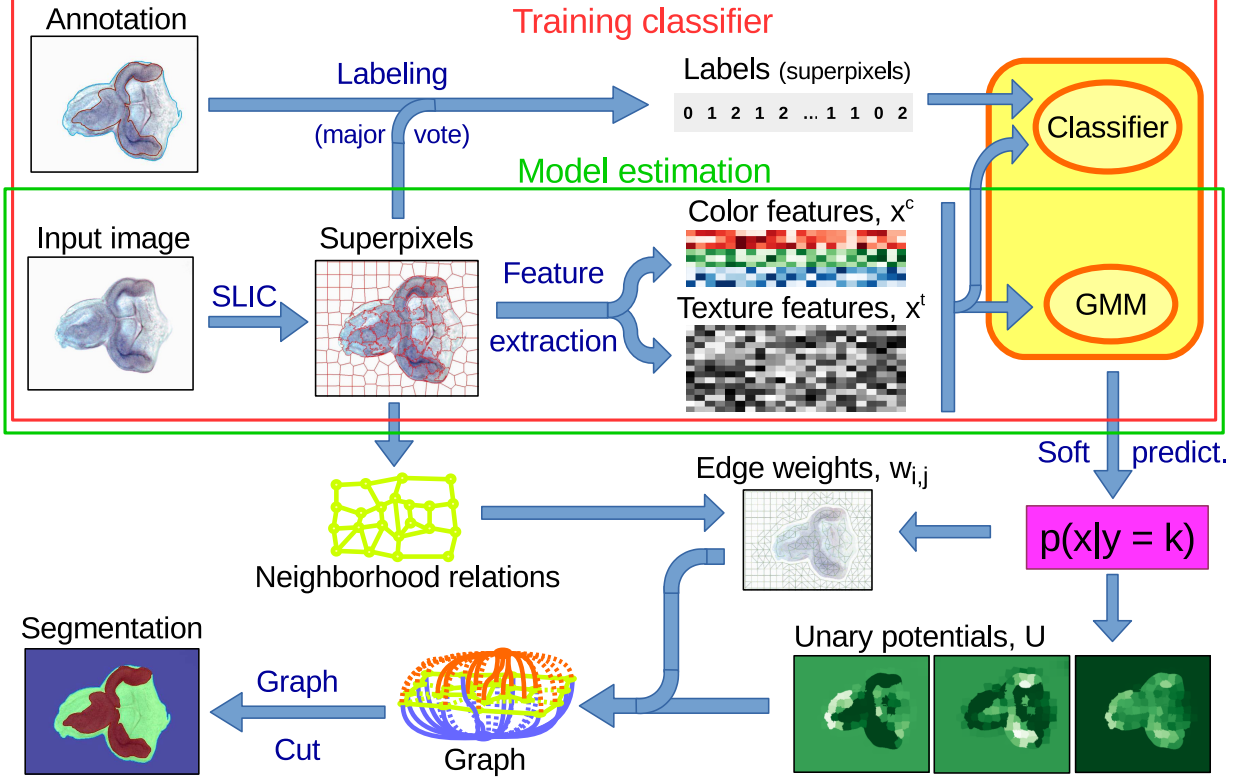 Annotation
Training classifier
Labeling
(major vote)
Labels (superpixels)
0 1 2 1 2 ... 1 1 0 2
Classifier
Model estimation
Input image
SLIC
Superpixels
Feature
extraction
Color features, x^c
Texture features, x^t
GMM
Soft predict.
Edge weights, w_i,j
p(x|y = k)
Neighborhood relations
Unary potentials, U
Segmentation
Graph
Cut
Graph